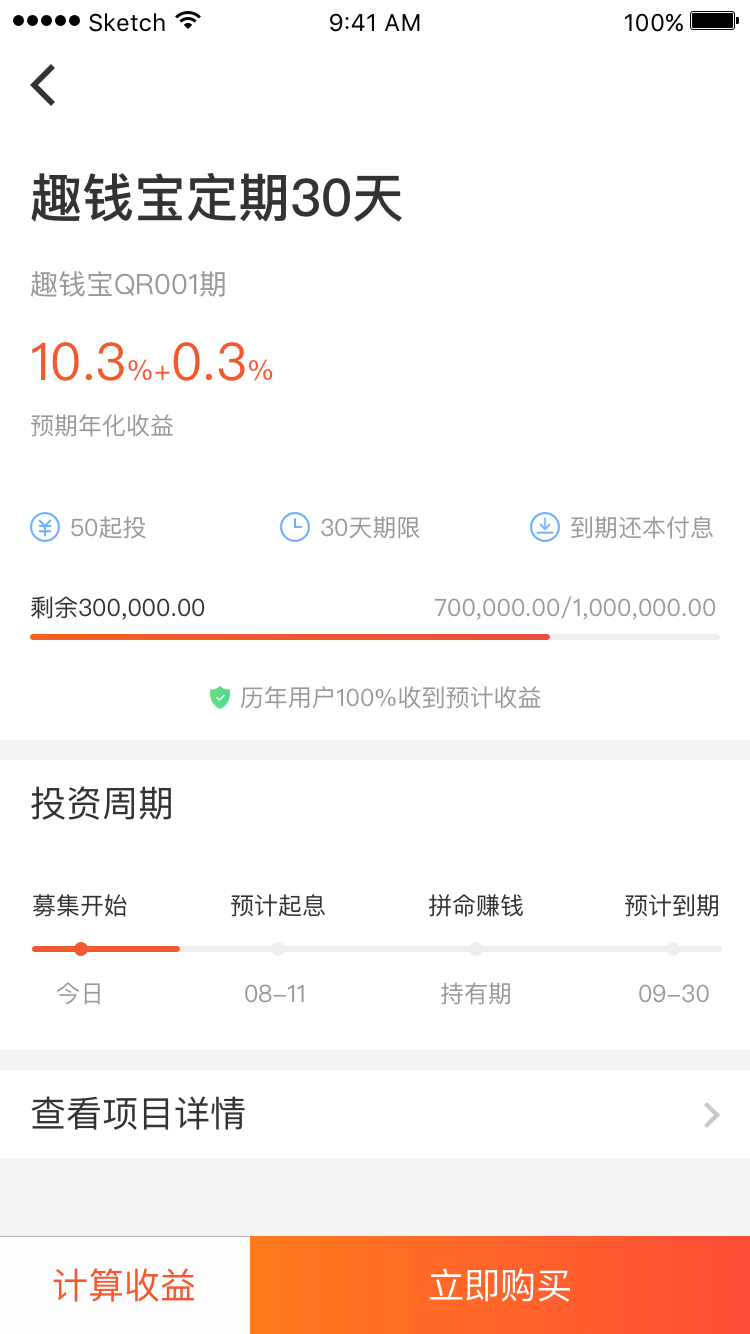 Sketch 9:41 AM 100%
趣钱宝定期30天
趣钱宝QR001期
10.3%+0.3%
预期年化收益
50起投 30天期限 到期还本付息
剩余300,000.00 700,000.00/1,000,000.00
历年用户100%收到预计收益
投资周期
募集开始 预计起息 拼命赚钱 预计到期
今日 08-11 持有期 09-30
查看项目详情
计算收益 立即购买